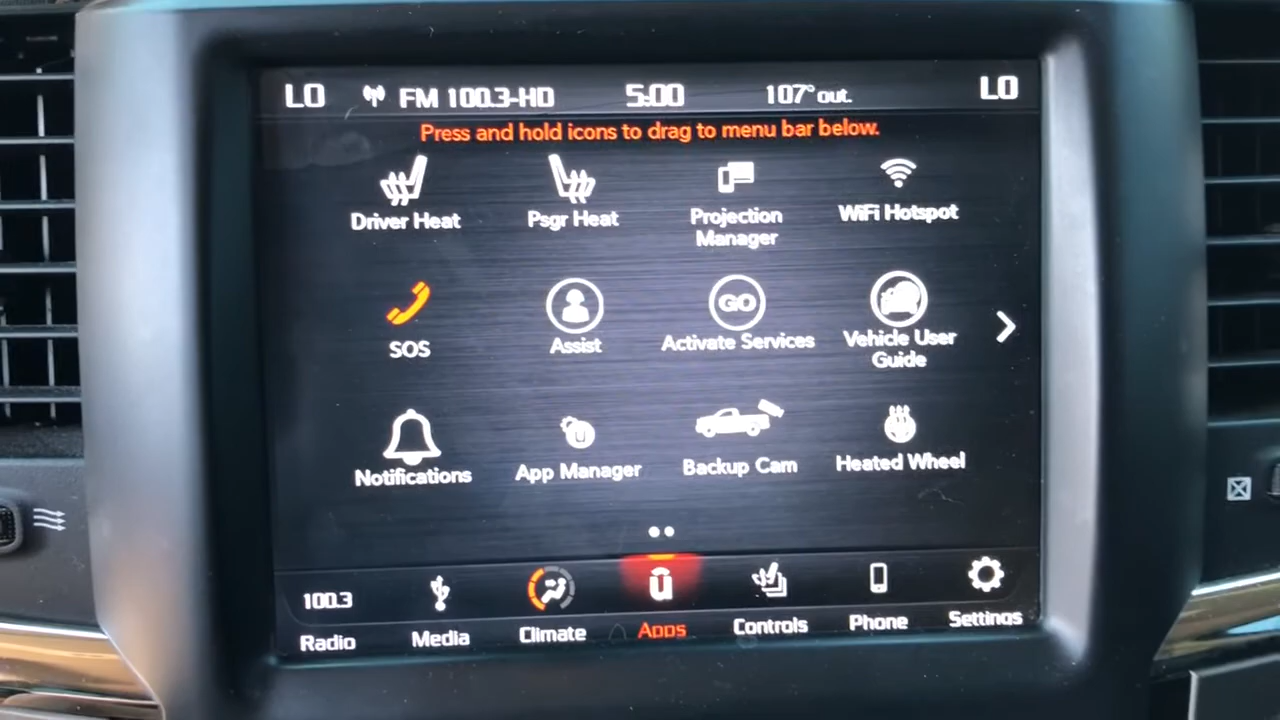 LO FM 100.3-HD 5:00 107° out. LO
Press and hold icons to drag to menu bar below.
Driver Heat
Psgr Heat
Projection
Manager
WiFi Hotspot
SOS
Assist
GO
Activate Services
Vehicle User
Guide
Notifications
App Manager
Backup Cam
Heated Wheel
100.3
Radio
Media
Climate
Apps
Controls
Phone
Settings